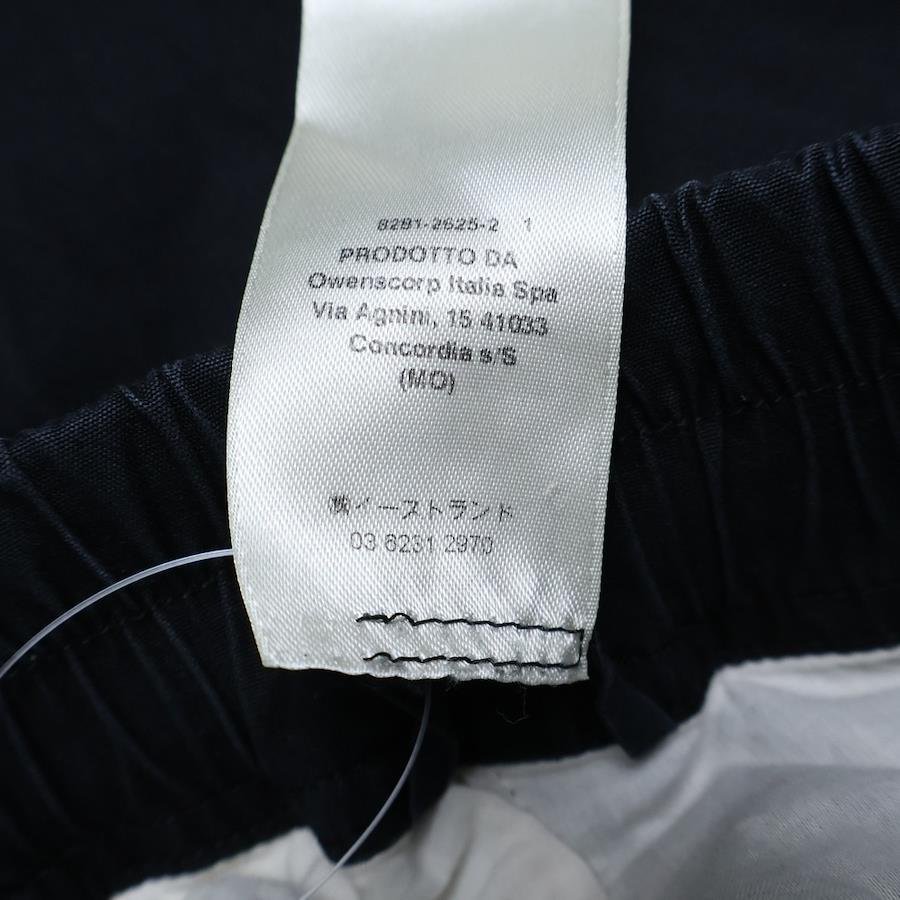 8281-2625-2 1
PRODOTTO DA
Owenscorp Italia Spa
Via Agnini, 15 41033
Concordia s/S
(MO)
㈱イーストランド
03 6231 2970